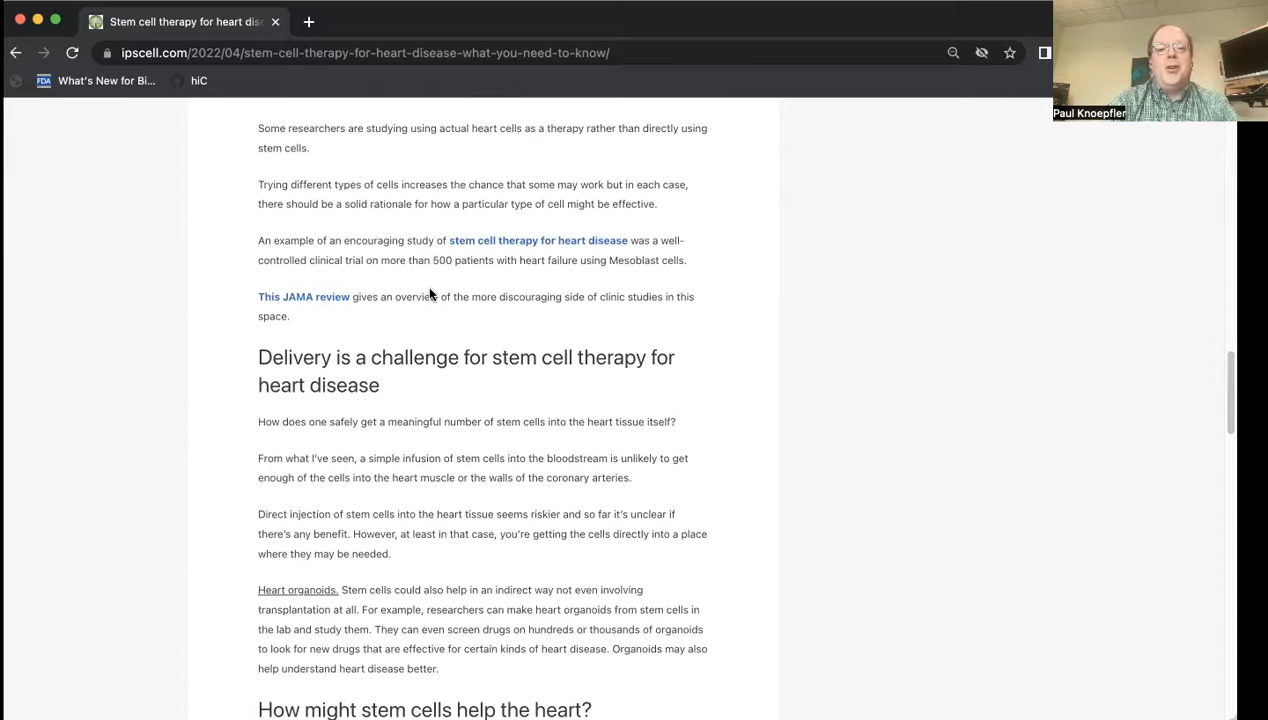 Stem cell therapy for heart dis
ipscell.com/2022/04/stem-cell-therapy-for-heart-disease-what-you-need-to-know/
FDA What's New for Bi...
hiC
Paul Knoepfler
Some researchers are studying using actual heart cells as a therapy rather than directly using
stem cells.
Trying different types of cells increases the chance that some may work but in each case,
there should be a solid rationale for how a particular type of cell might be effective.
An example of an encouraging study of stem cell therapy for heart disease was a well-
controlled clinical trial on more than 500 patients with heart failure using Mesoblast cells.
This JAMA review gives an overview of the more discouraging side of clinic studies in this
space.
Delivery is a challenge for stem cell therapy for
heart disease
How does one safely get a meaningful number of stem cells into the heart tissue itself?
From what I've seen, a simple infusion of stem cells into the bloodstream is unlikely to get
enough of the cells into the heart muscle or the walls of the coronary arteries.
Direct injection of stem cells into the heart tissue seems riskier and so far it's unclear if
there's any benefit. However, at least in that case, you're getting the cells directly into a place
where they may be needed.
Heart organoids. Stem cells could also help in an indirect way not even involving
transplantation at all. For example, researchers can make heart organoids from stem cells in
the lab and study them. They can even screen drugs on hundreds or thousands of organoids
to look for new drugs that are effective for certain kinds of heart disease. Organoids may also
help understand heart disease better.
How might stem cells help the heart?